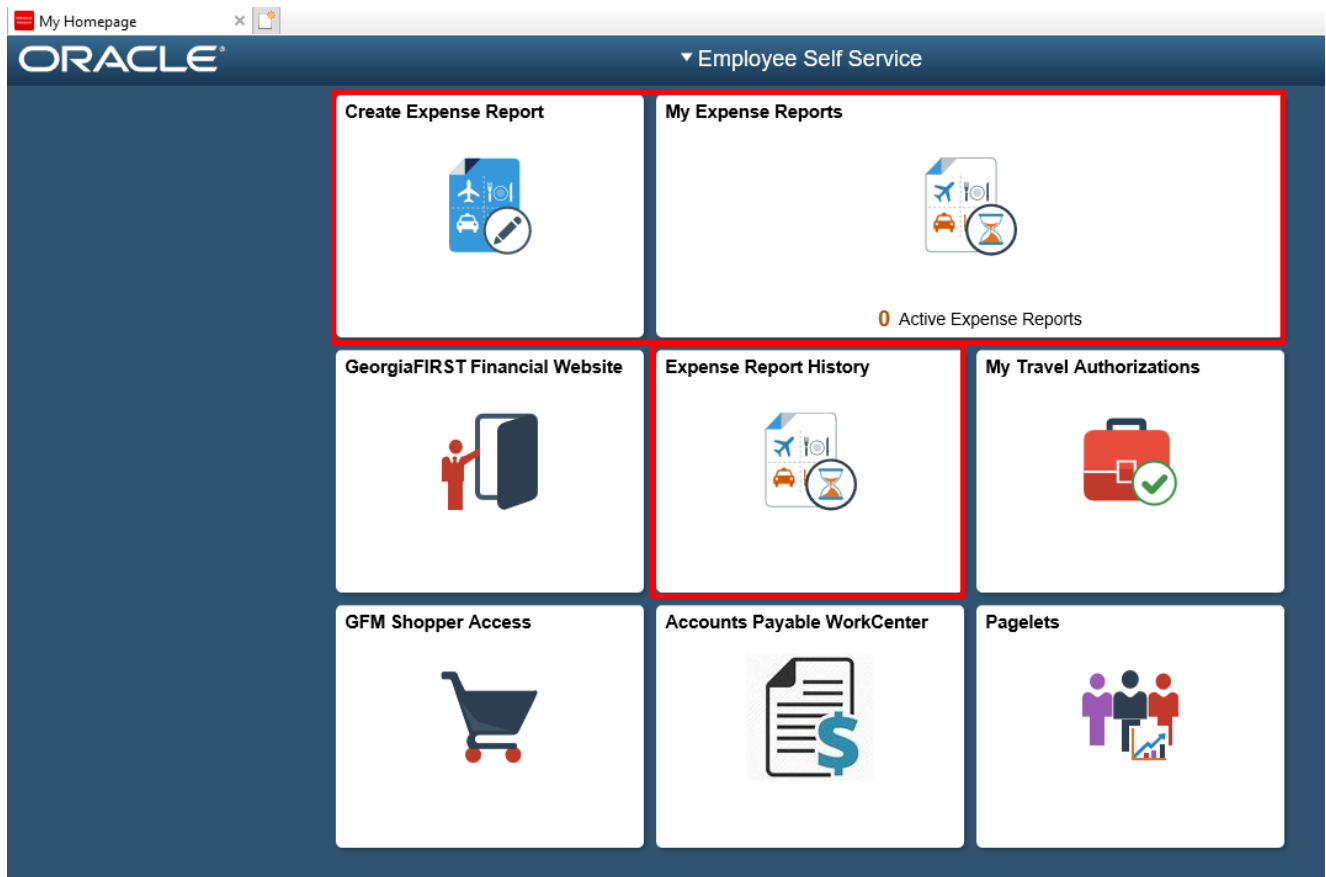 My Homepage
ORACLE
Employee Self Service
Create Expense Report
My Expense Reports
0 Active Expense Reports
GeorgiaFIRST Financial Website
Expense Report History
My Travel Authorizations
GFM Shopper Access
Accounts Payable WorkCenter
Pagelets
$